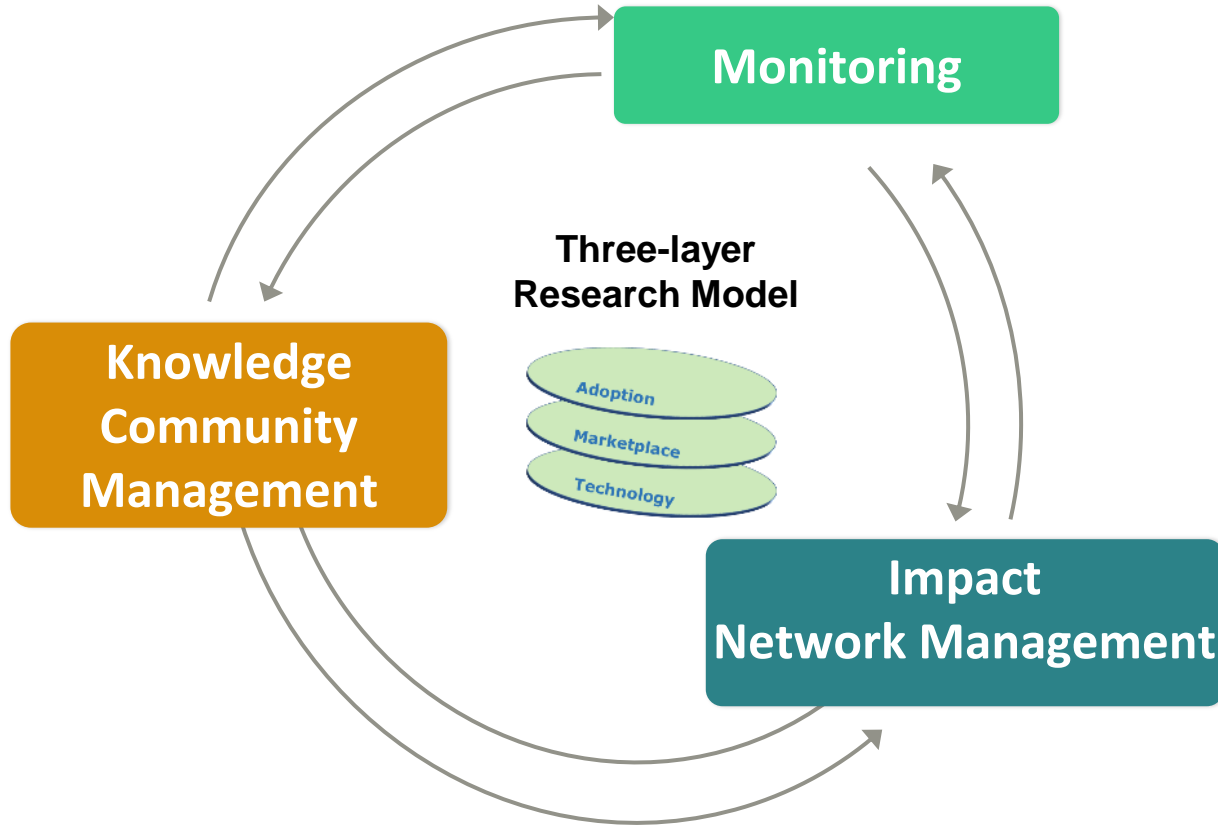 Monitoring
Three-layer
Research Model
Knowledge
Community
Management
Adoption
Marketplace
Technology
Impact
Network Management